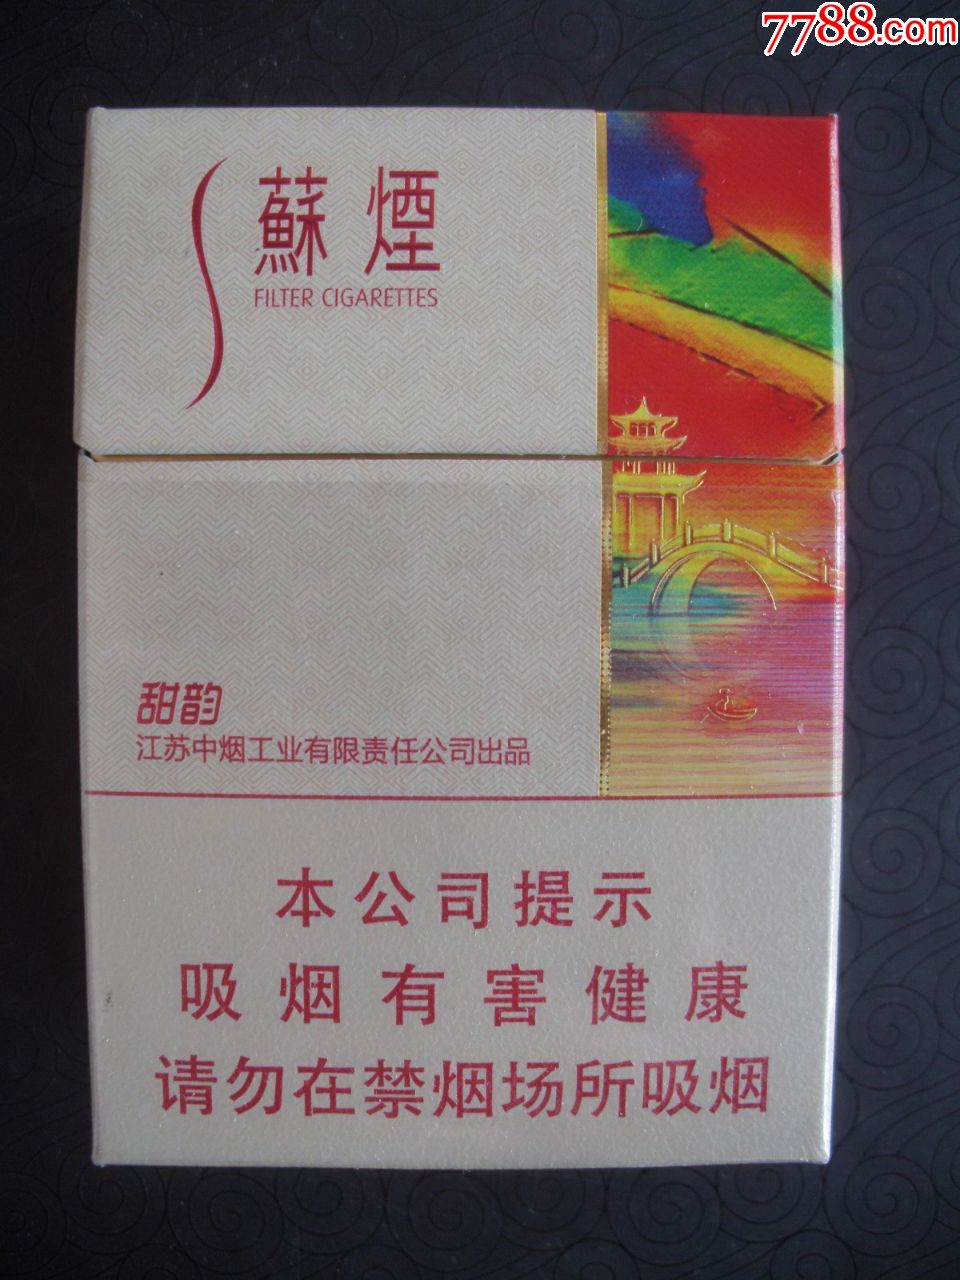 7788.com
蘇煙
FILTER CIGARETTES
甜韵
江苏中烟工业有限责任公司出品
本公司提示
吸烟有害健康
请勿在禁烟场所吸烟